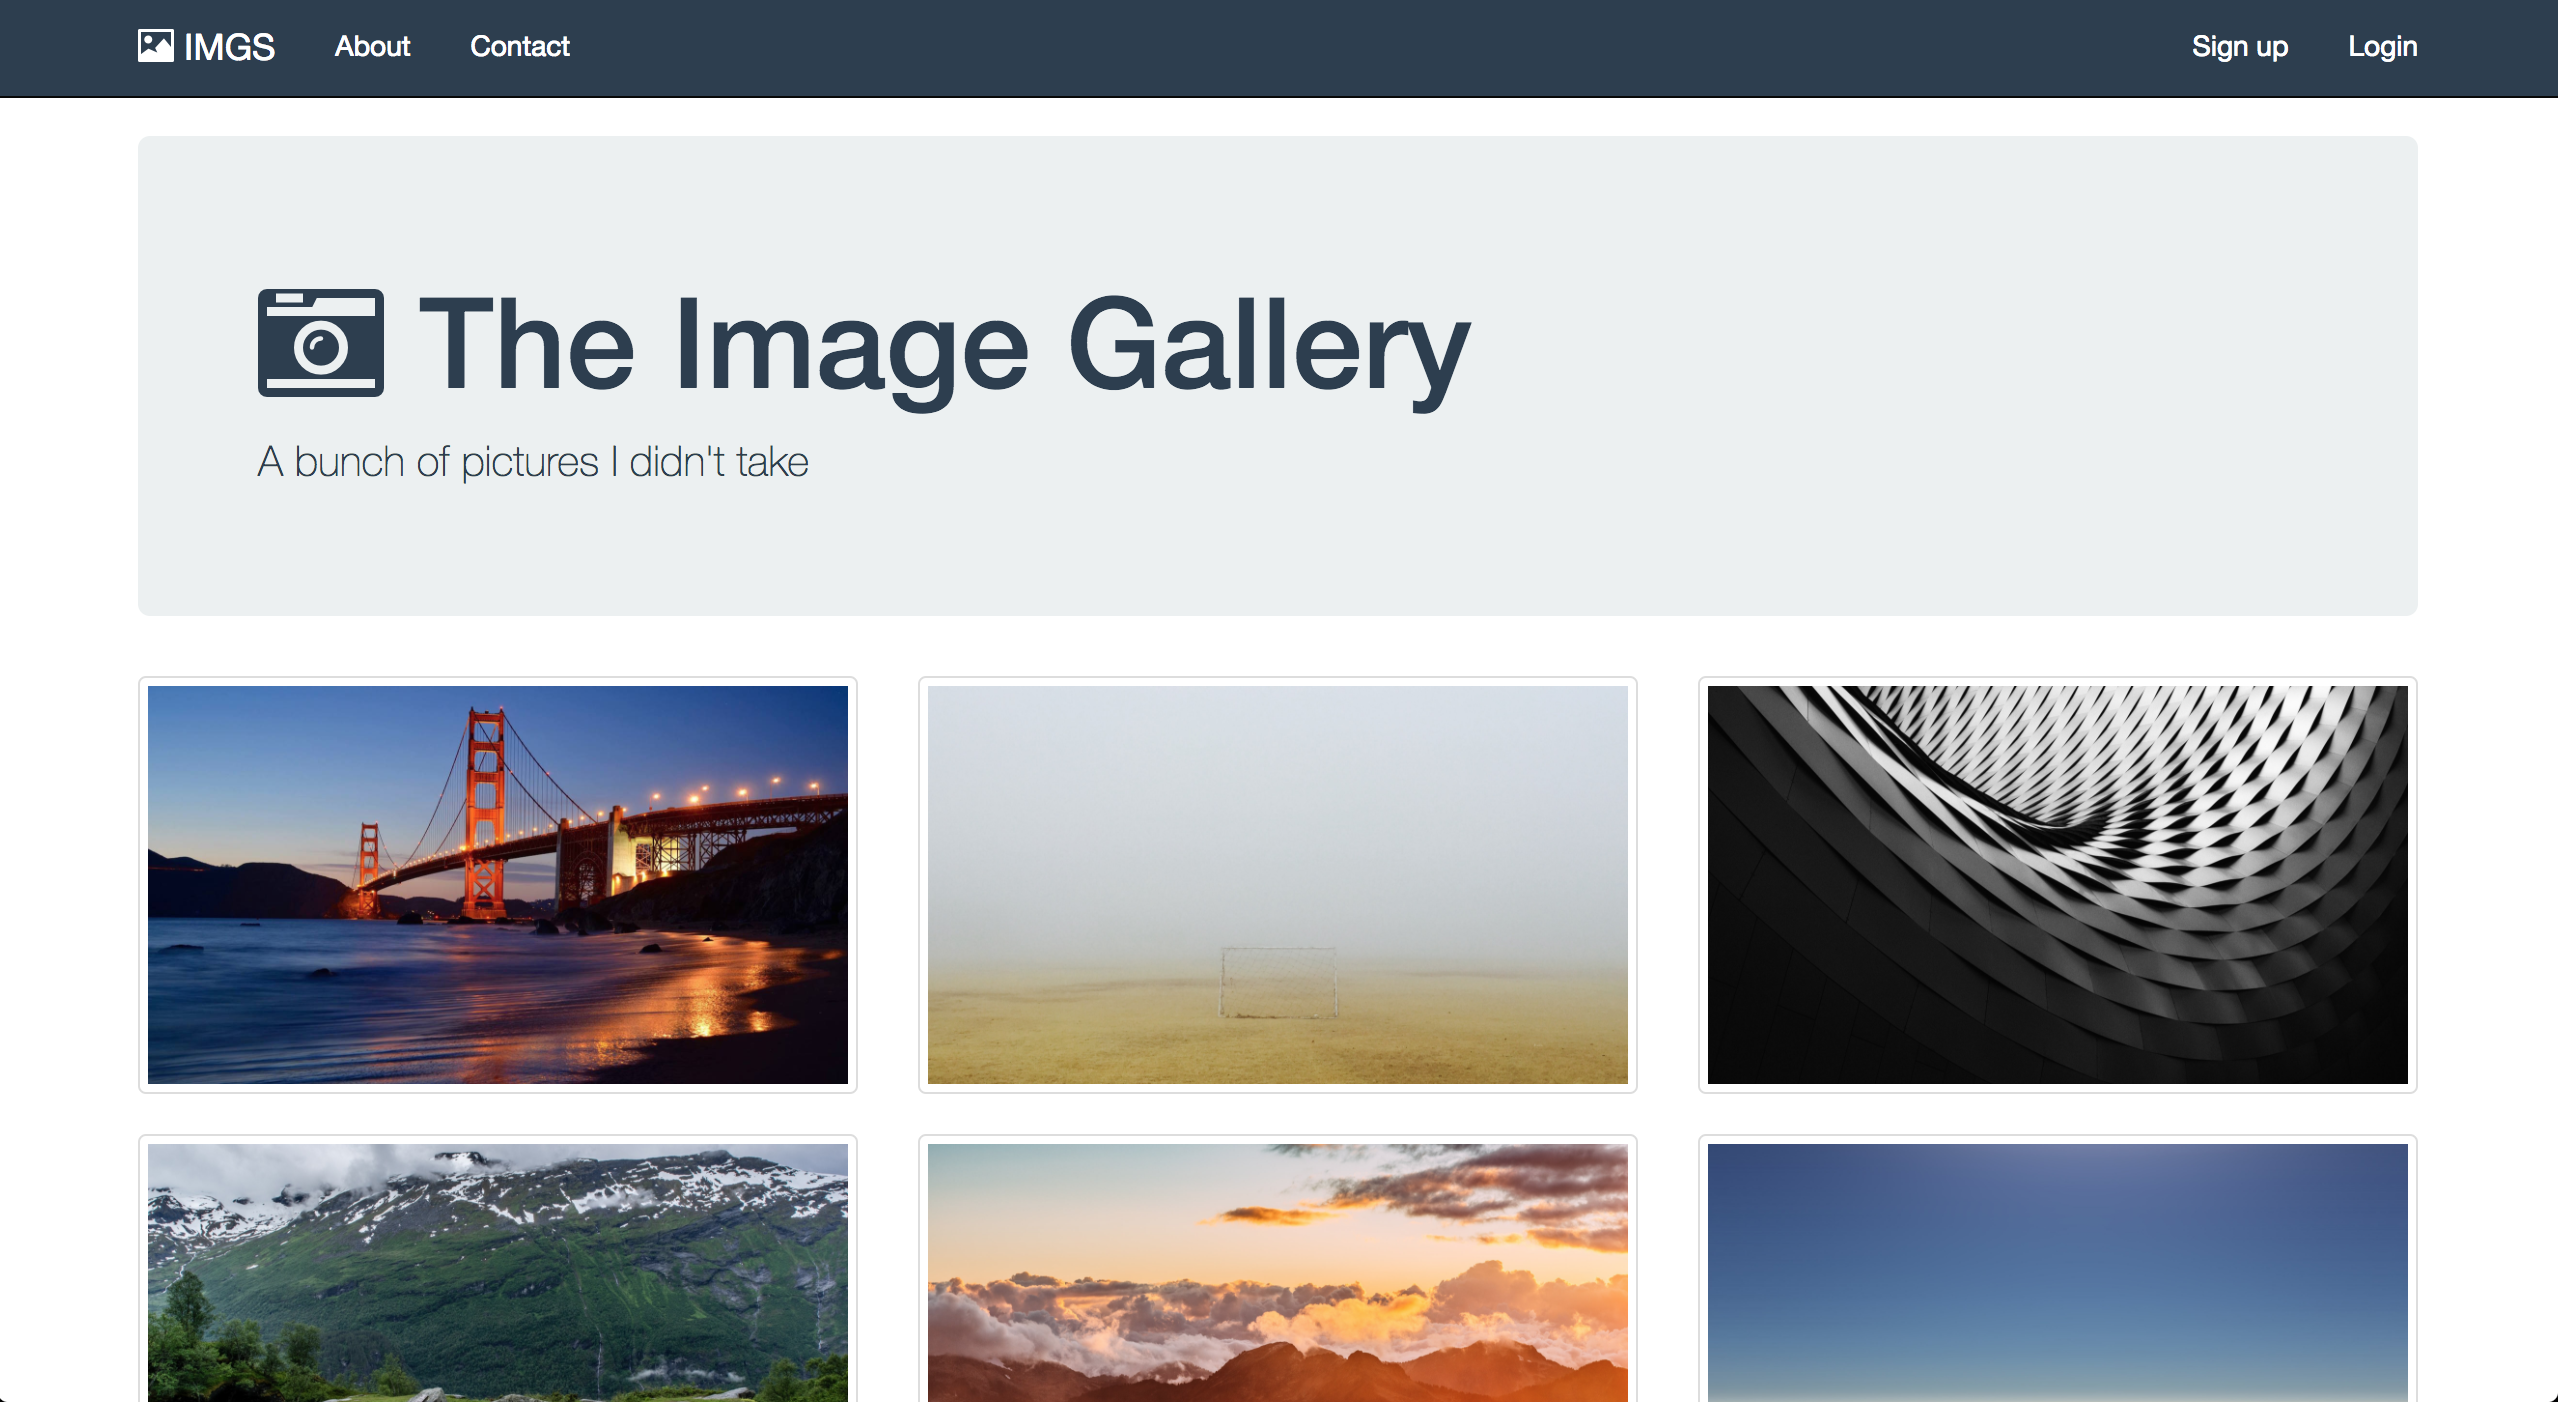 IMGS About Contact Sign up Login
The Image Gallery
A bunch of pictures I didn't take